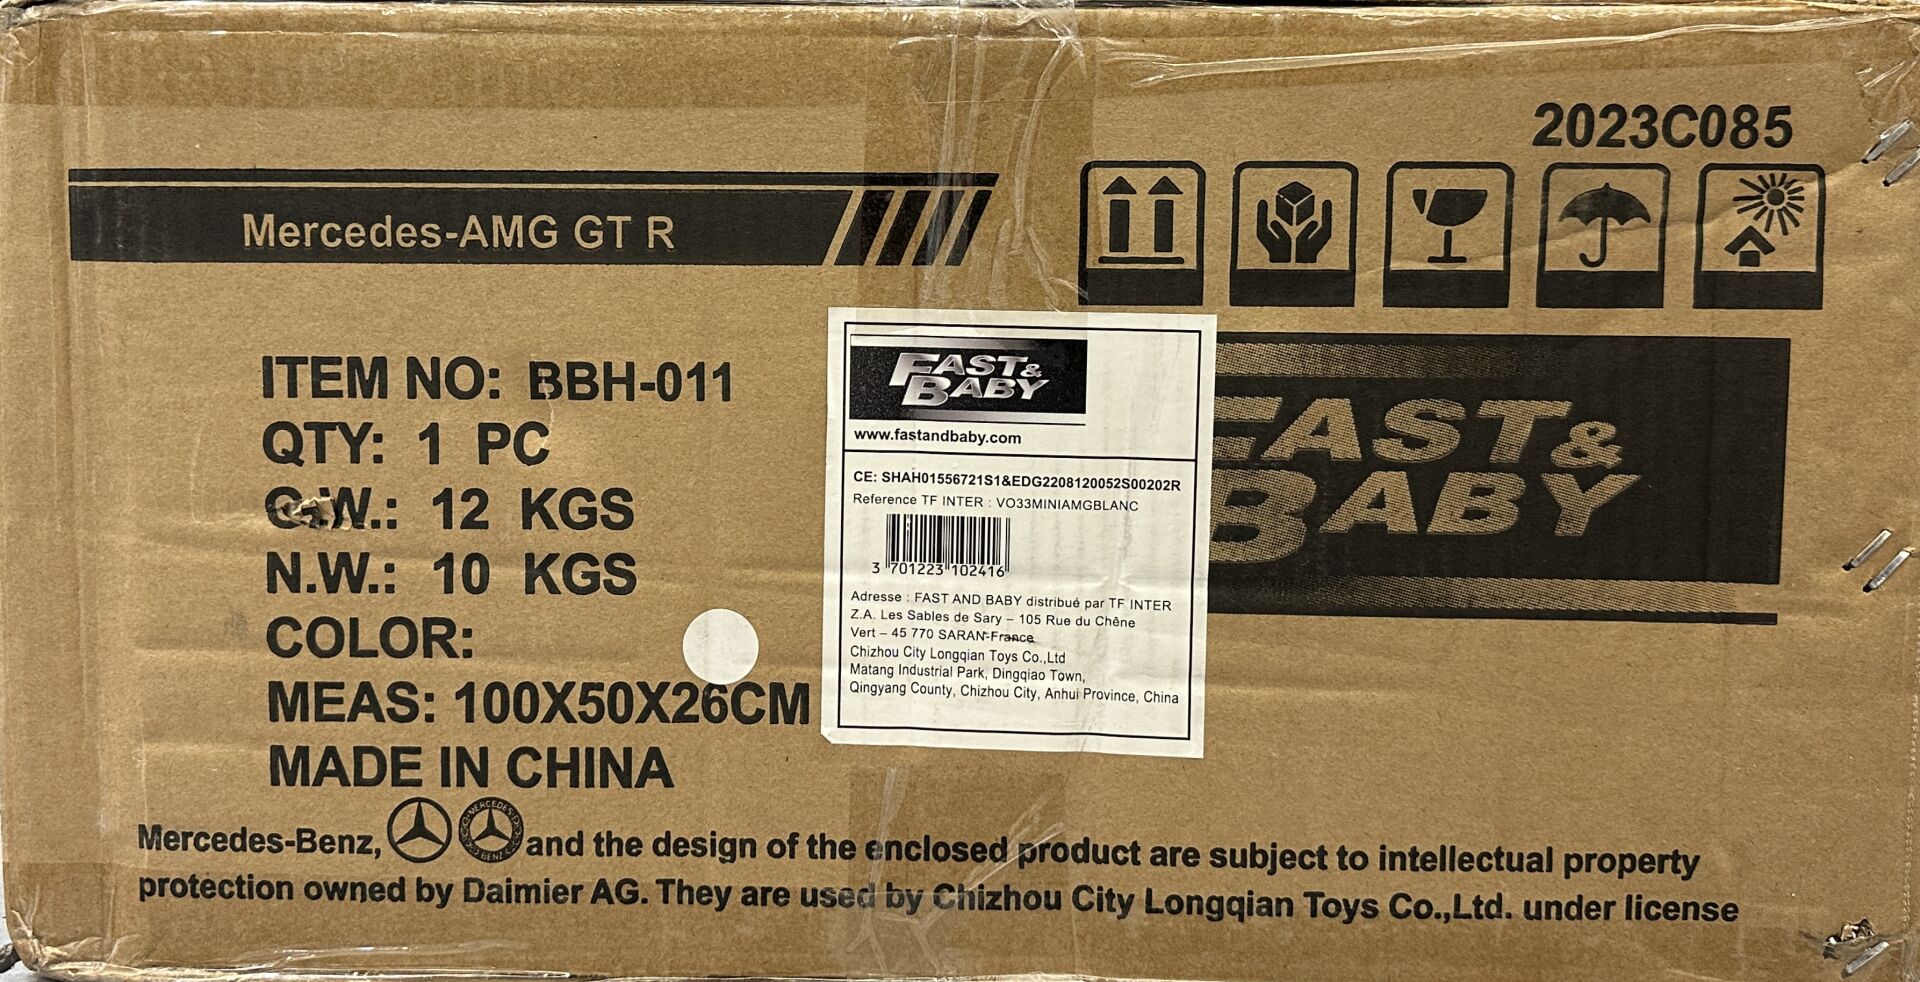 2023C085
Mercedes-AMG GT R
ITEM NO: BBH-011
QTY: 1 PC
G.W.: 12 KGS
N.W.: 10 KGS
COLOR:
MEAS: 100X50X26CM
MADE IN CHINA
FAST&
BABY
www.fastandbaby.com
CE: SHAH01556721S1&EDG2208120052S00202R
Reference TF INTER : VO33MINIAMGBLANC
3 701223 102416
Adresse : FAST AND BABY distribué par TF INTER
Z.A. Les Sables de Sary – 105 Rue du Chêne
Vert – 45 770 SARAN-France
Chizhou City Longqian Toys Co.,Ltd
Matang Industrial Park, Dingqiao Town,
Qingyang County, Chizhou City, Anhui Province, China
FAST&
BABY
Mercedes-Benz, MERCEDES BENZ and the design of the enclosed product are subject to intellectual property
protection owned by Daimier AG. They are used by Chizhou City Longqian Toys Co.,Ltd. under license